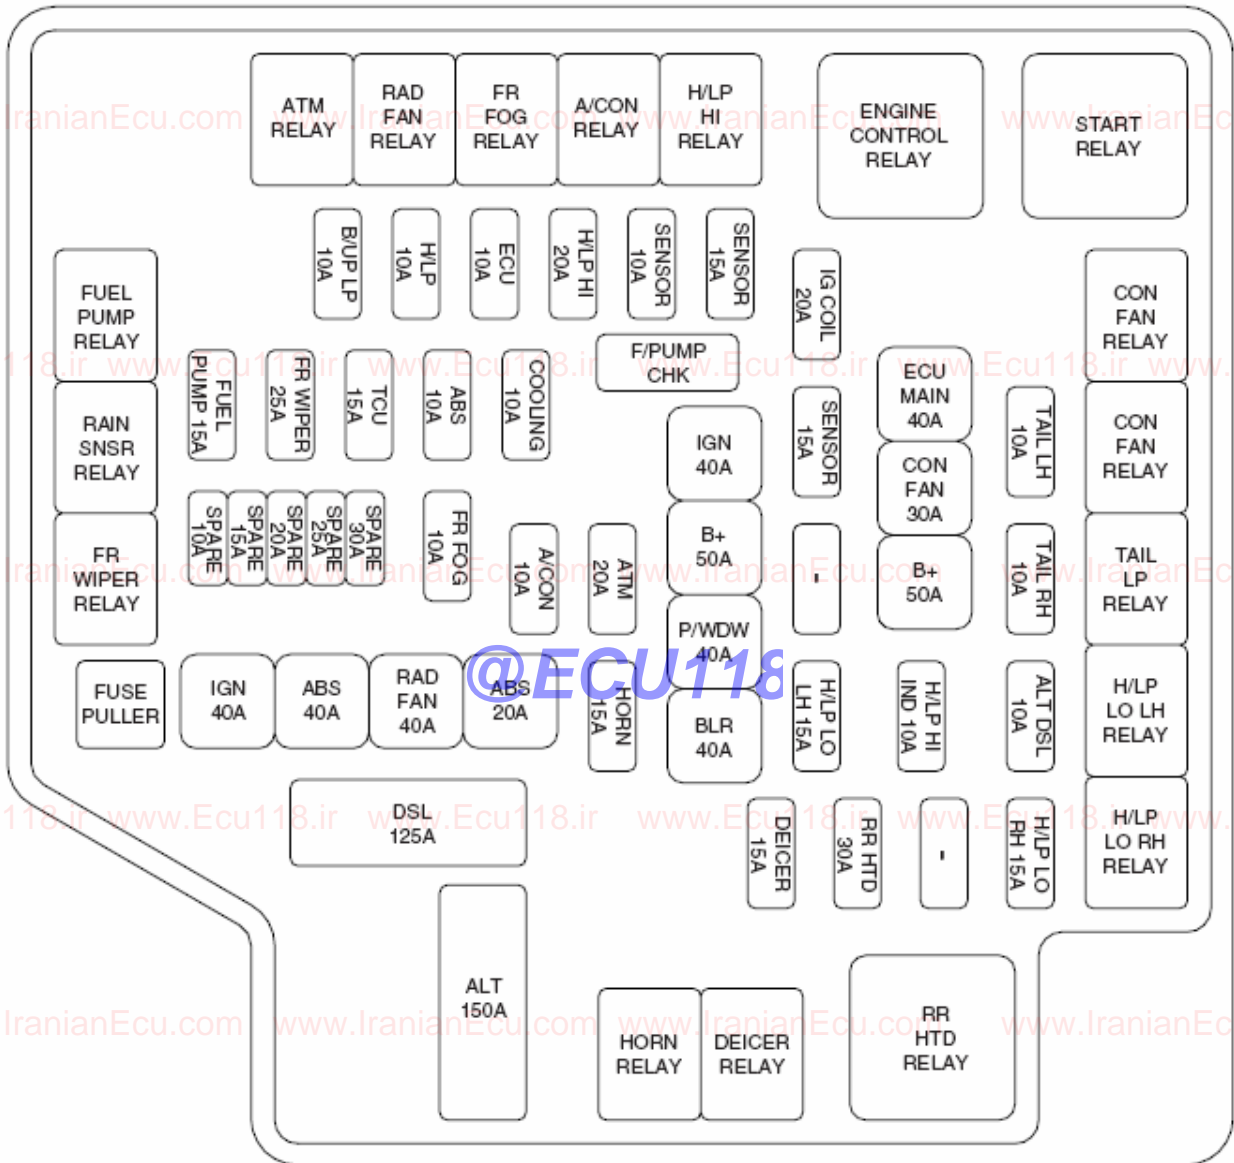 ATM
RELAY
RAD
FAN
RELAY
FR
FOG
RELAY
A/CON
RELAY
H/LP
HI
RELAY
ENGINE
CONTROL
RELAY
START
RELAY
www.IranianEcu.com
B/UP LP
10A
H/LP
10A
ECU
10A
H/LP HI
20A
SENSOR
10A
SENSOR
15A
IG COIL
20A
FUEL
PUMP
RELAY
CON
FAN
RELAY
F/PUMP
CHK
www.Ecu118.ir
FUEL
PUMP 15A
FR WIPER
25A
TCU
15A
ABS
10A
COOLING
10A
ECU
MAIN
40A
RAIN
SNSR
RELAY
IGN
40A
SENSOR
15A
CON
FAN
30A
TAIL LH
10A
CON
FAN
RELAY
SPARE
10A
SPARE
15A
SPARE
20A
SPARE
25A
SPARE
30A
FR FOG
10A
A/CON
10A
ATM
20A
B+
50A
-
B+
50A
TAIL RH
10A
TAIL
LP
RELAY
FR
WIPER
RELAY
P/WDW
40A
@ECU118
FUSE
PULLER
IGN
40A
ABS
40A
RAD
FAN
40A
ABS
20A
HORN
15A
BLR
40A
H/LP LO
LH 15A
H/LP HI
IND 10A
ALT DSL
10A
H/LP
LO LH
RELAY
DSL
125A
DEICER
15A
RR HTD
30A
-
H/LP LO
RH 15A
H/LP
LO RH
RELAY
ALT
150A
HORN
RELAY
DEICER
RELAY
RR
HTD
RELAY